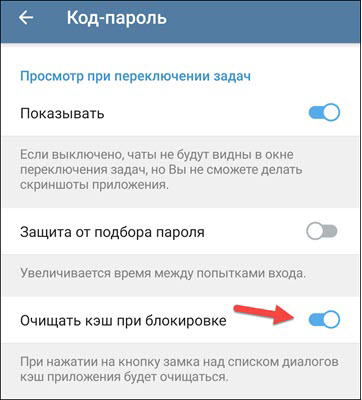 Код-пароль
Просмотр при переключении задач
Показывать
Если выключено, чаты не будут видны в окне
переключения задач, но Вы не сможете делать
скриншоты приложения.
Защита от подбора пароля
Увеличивается время между попытками входа.
Очищать кэш при блокировке
При нажатии на кнопку замка над списком диалогов
кэш приложения будет очищаться.